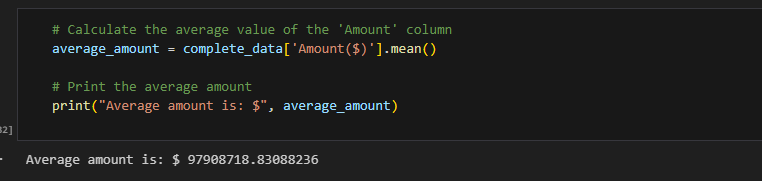 # Calculate the average value of the 'Amount' column
average_amount = complete_data['Amount($)'].mean()
# Print the average amount
print("Average amount is: $", average_amount)
2]
Average amount is: $ 97908718.83088236